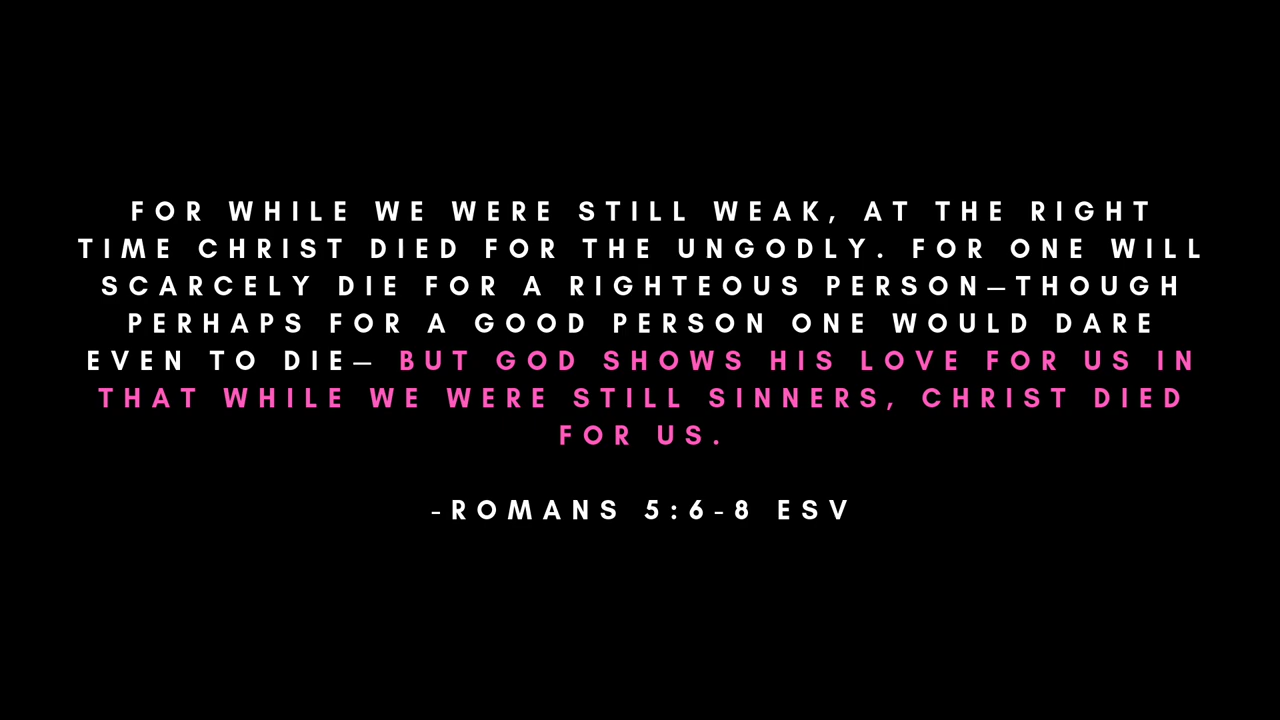 FOR WHILE WE WERE STILL WEAK, AT THE RIGHT
TIME CHRIST DIED FOR THE UNGODLY. FOR ONE WILL
SCARCELY DIE FOR A RIGHTEOUS PERSON—THOUGH
PERHAPS FOR A GOOD PERSON ONE WOULD DARE
EVEN TO DIE— BUT GOD SHOWS HIS LOVE FOR US IN
THAT WHILE WE WERE STILL SINNERS, CHRIST DIED
FOR US.
-ROMANS 5:6-8 ESV